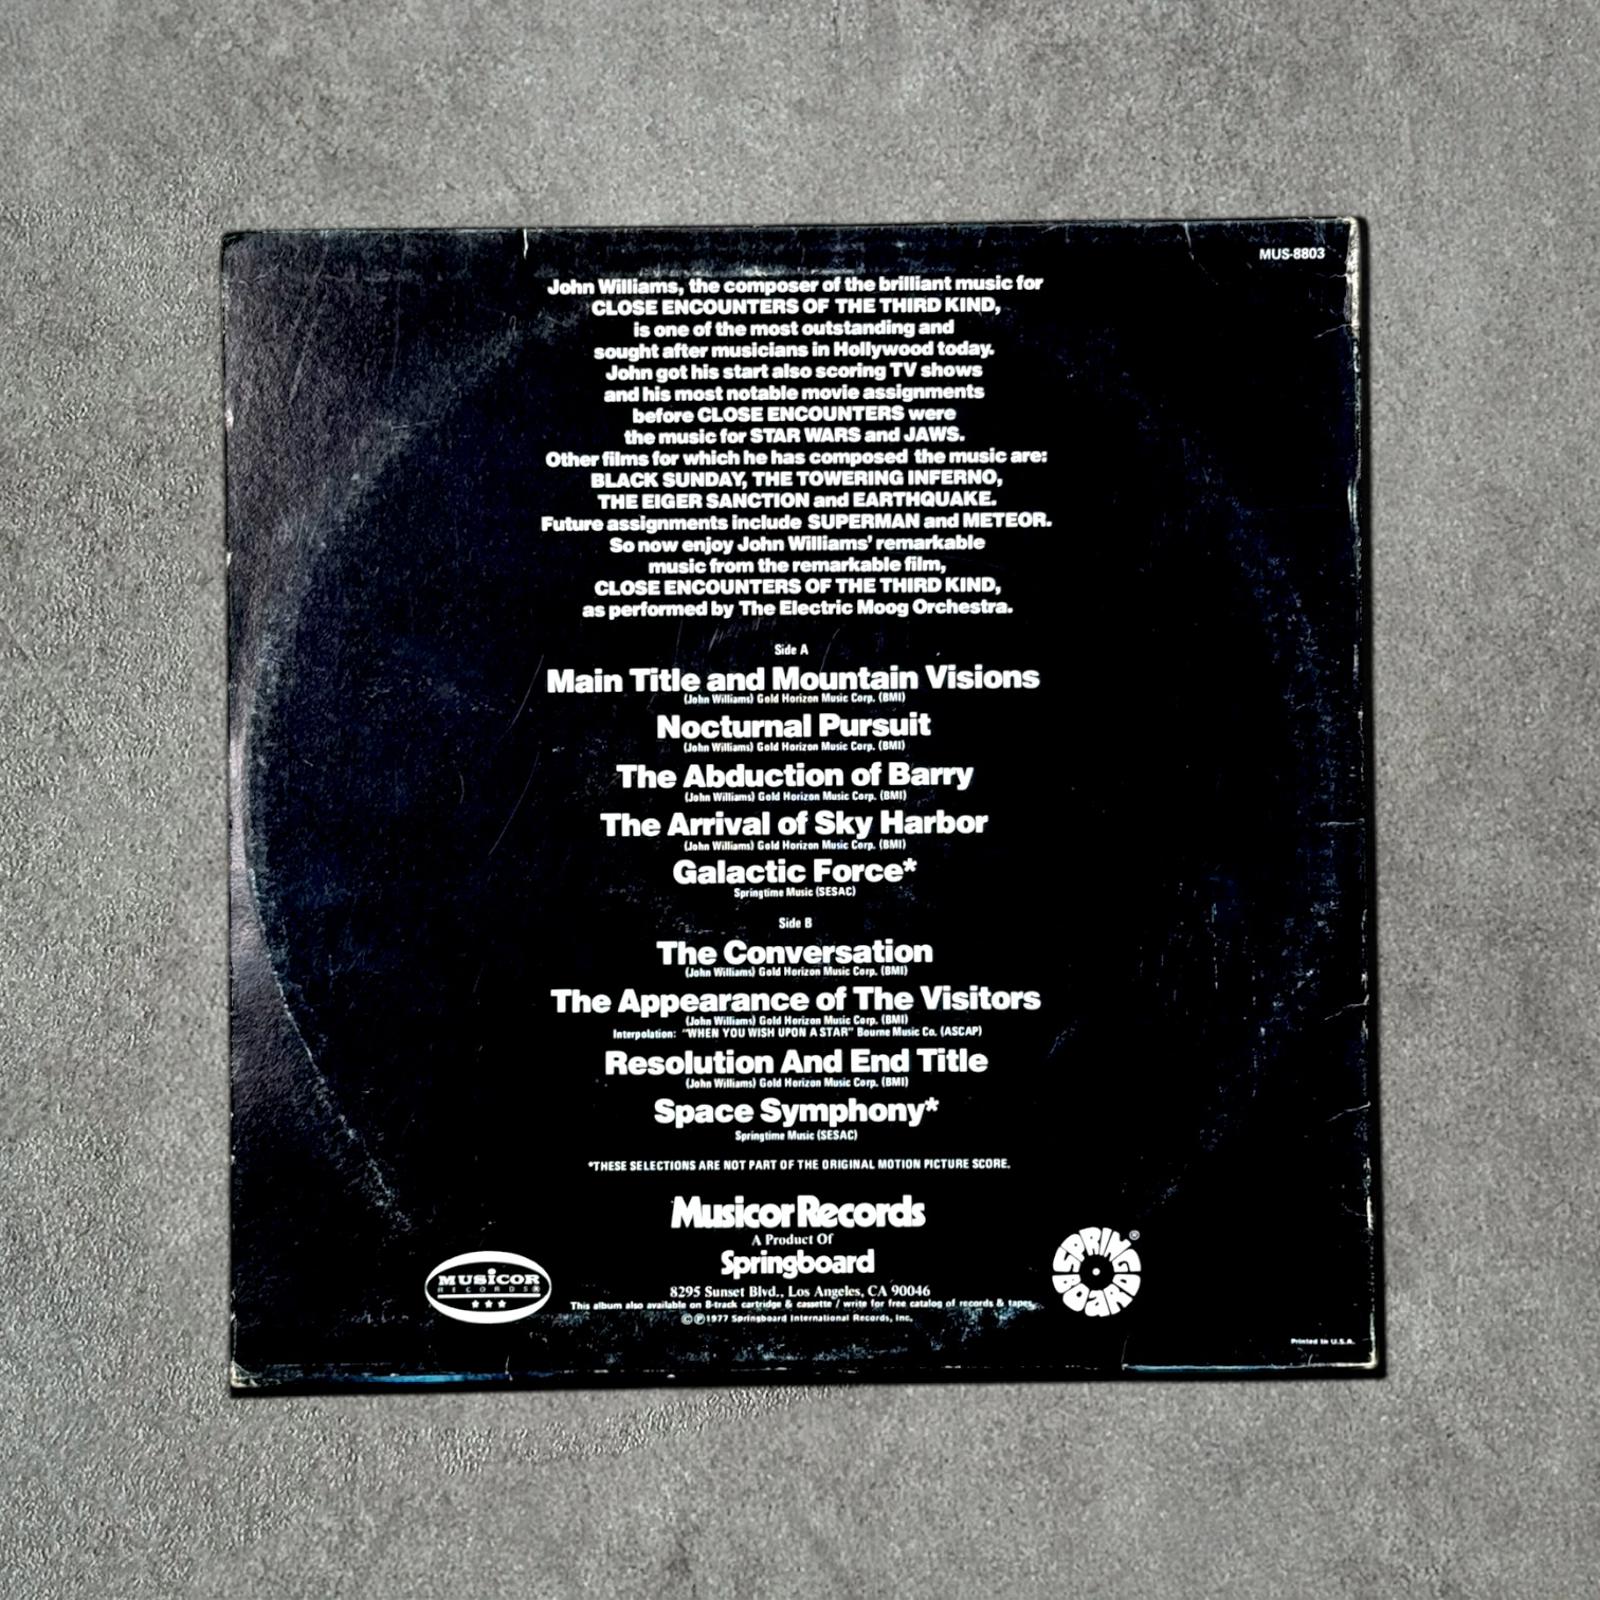 MUS-8803
John Williams, the composer of the brilliant music for
CLOSE ENCOUNTERS OF THE THIRD KIND,
is one of the most outstanding and
sought after musicians in Hollywood today.
John got his start also scoring TV shows
and his most notable movie assignments
before CLOSE ENCOUNTERS were
the music for STAR WARS and JAWS.
Other films for which he has composed the music are:
BLACK SUNDAY, THE TOWERING INFERNO,
THE EIGER SANCTION and EARTHQUAKE.
Future assignments include SUPERMAN and METEOR.
So now enjoy John Williams' remarkable
music from the remarkable film,
CLOSE ENCOUNTERS OF THE THIRD KIND,
as performed by The Electric Moog Orchestra.
Side A
Main Title and Mountain Visions
(John Williams) Gold Horizon Music Corp. (BMI)
Nocturnal Pursuit
(John Williams) Gold Horizon Music Corp. (BMI)
The Abduction of Barry
(John Williams) Gold Horizon Music Corp. (BMI)
The Arrival of Sky Harbor
(John Williams) Gold Horizon Music Corp. (BMI)
Galactic Force*
Springtime Music (SESAC)
Side B
The Conversation
(John Williams) Gold Horizon Music Corp. (BMI)
The Appearance of The Visitors
(John Williams) Gold Horizon Music Corp. (BMI)
Interpolation: "WHEN YOU WISH UPON A STAR" Bourne Music Co. (ASCAP)
Resolution And End Title
(John Williams) Gold Horizon Music Corp. (BMI)
Space Symphony*
Springtime Music (SESAC)
*THESE SELECTIONS ARE NOT PART OF THE ORIGINAL MOTION PICTURE SCORE.
Musicor Records
A Product Of
Springboard
8295 Sunset Blvd., Los Angeles, CA 90046
This album also available on 8-track cartridge & cassette / write for free catalog of records & tapes.
©℗1977 Springboard International Records, Inc.
MUSICOR
RECORDS®
SPRINGBOARD®
Printed in U.S.A.